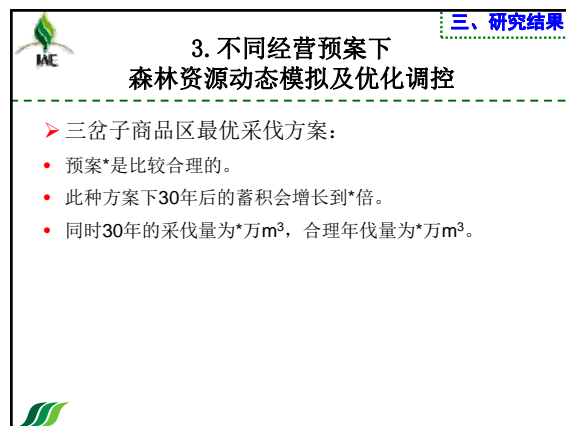 三、研究结果
IAE
3.不同经营预案下
森林资源动态模拟及优化调控
➢三岔子商品区最优采伐方案：
• 预案*是比较合理的。
• 此种方案下30年后的蓄积会增长到*倍。
• 同时30年的采伐量为*万m³，合理年伐量为*万m³。